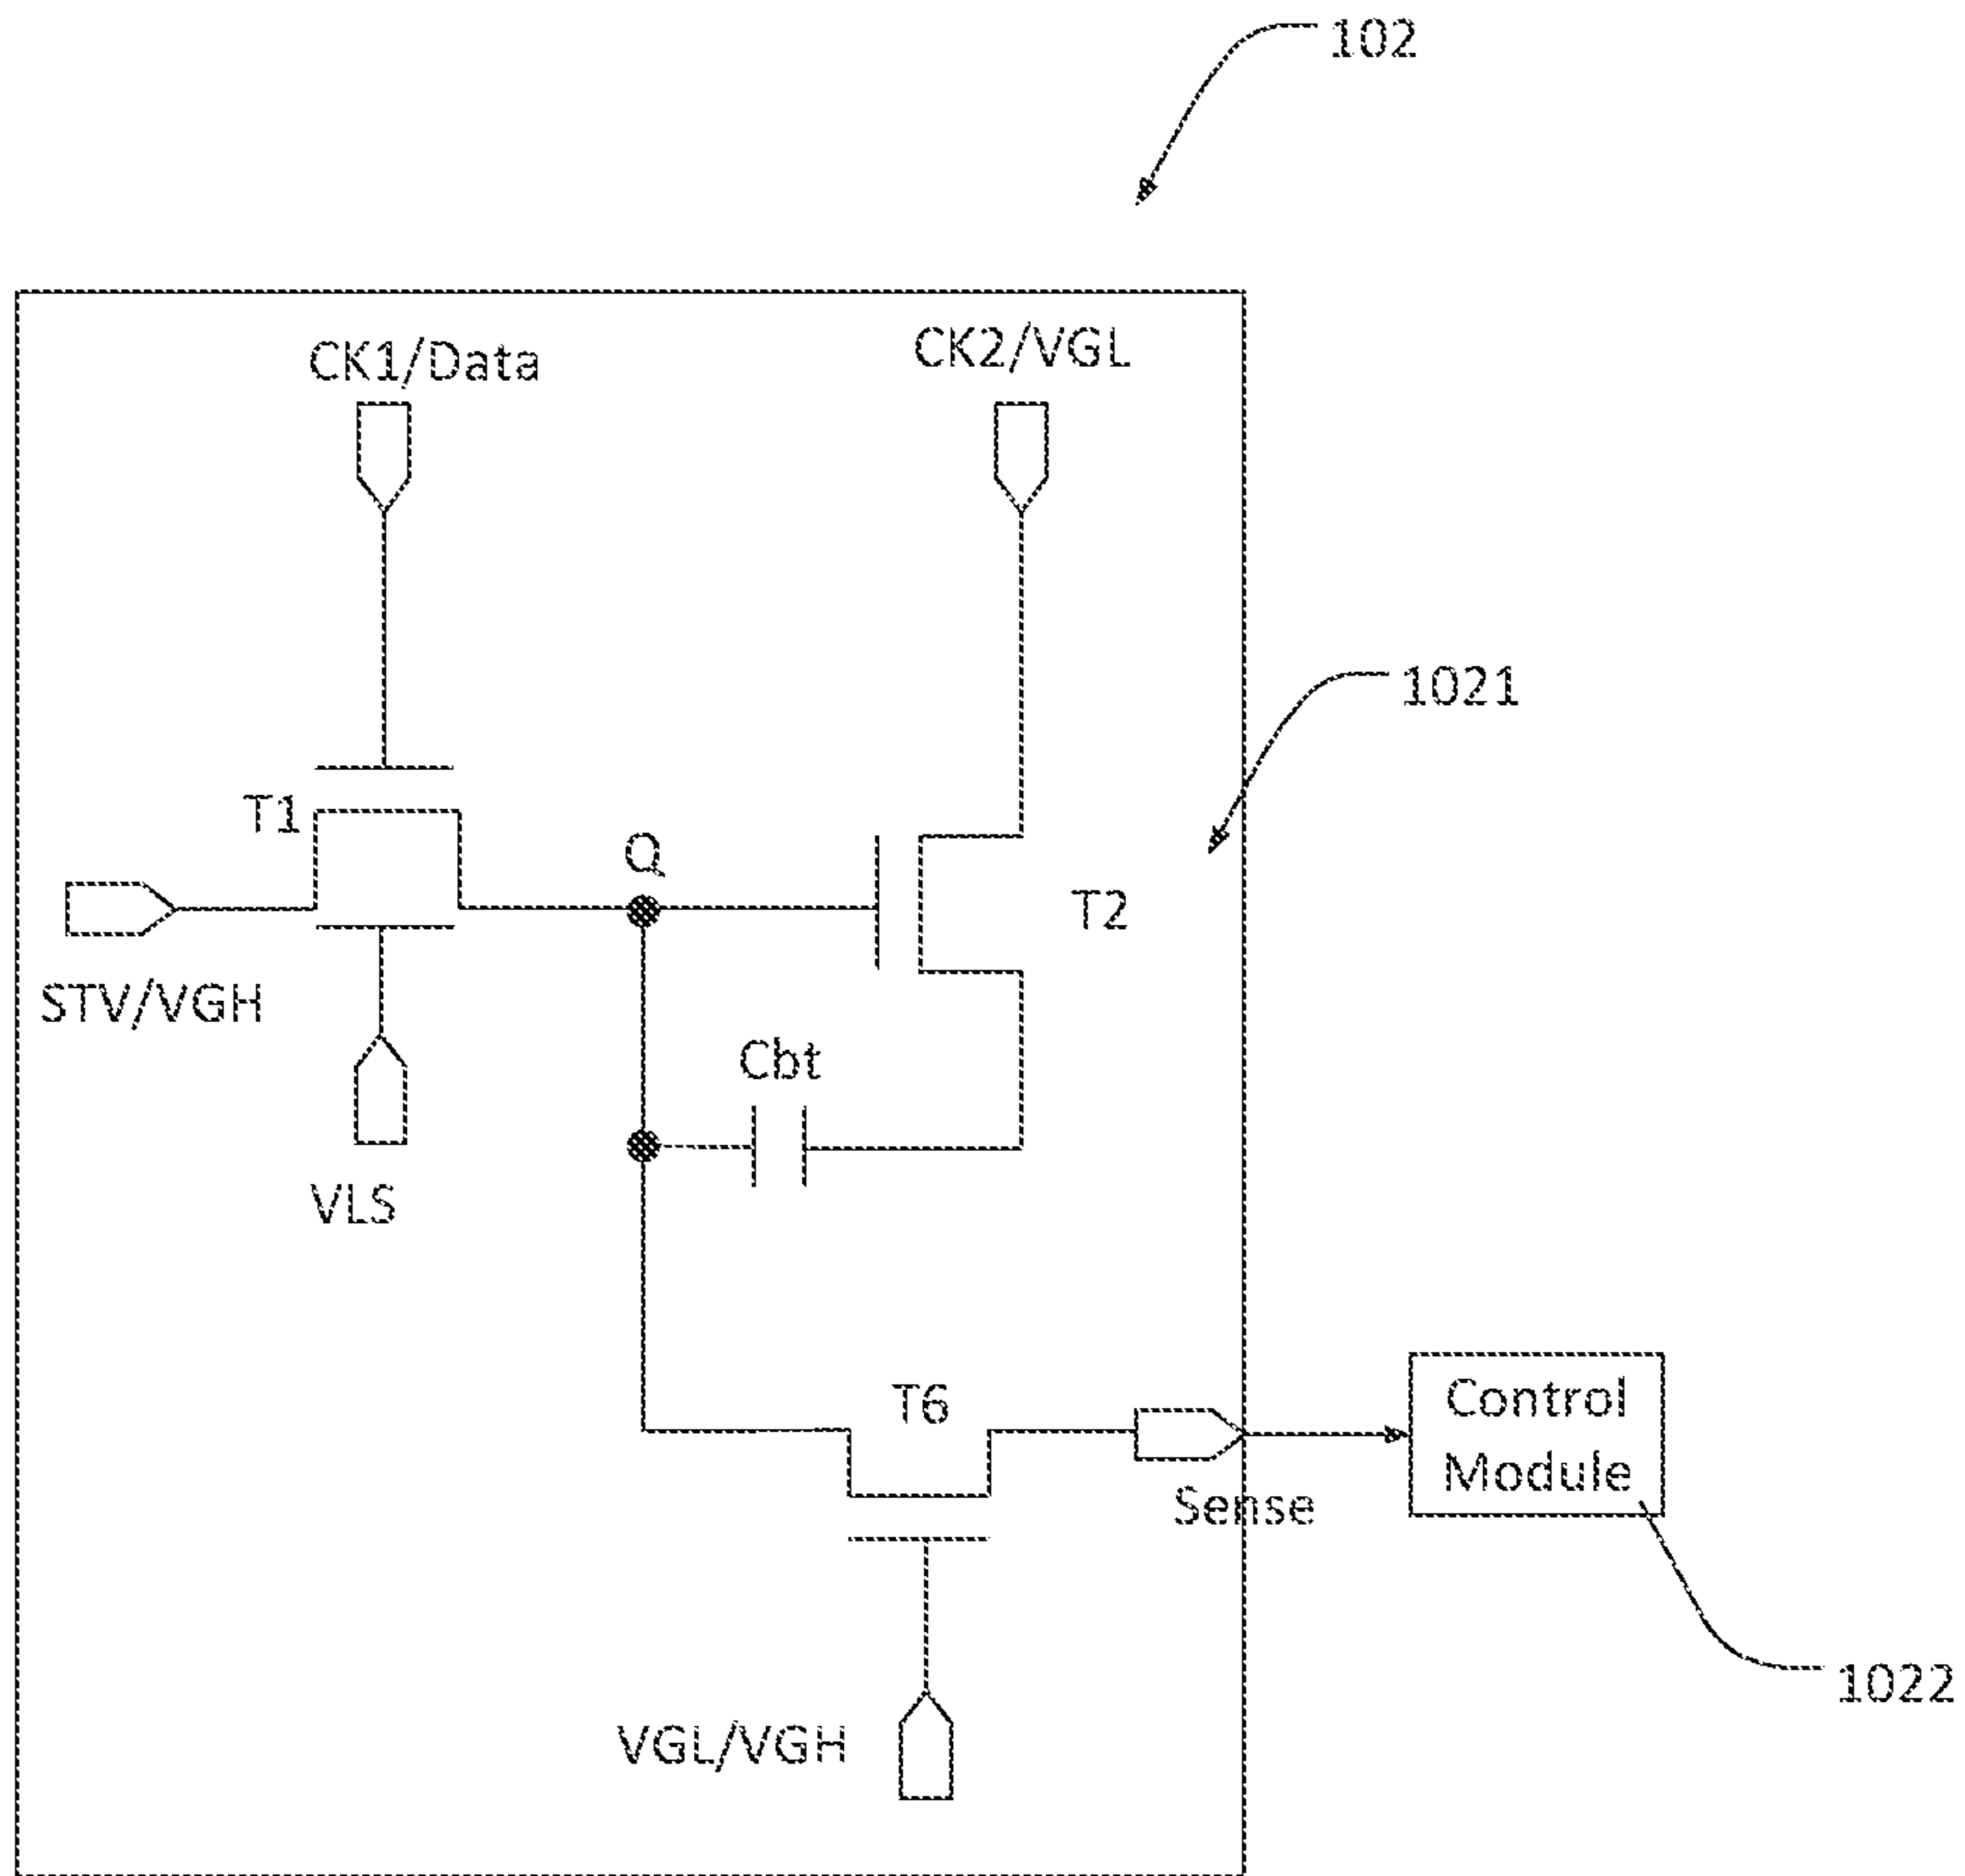 102
CK1/Data
CK2/VGL
1021
T1
Q
T2
STV/VGH
Cbt
VLS
T6
Control
Module
Sense
1022
VGL/VGH